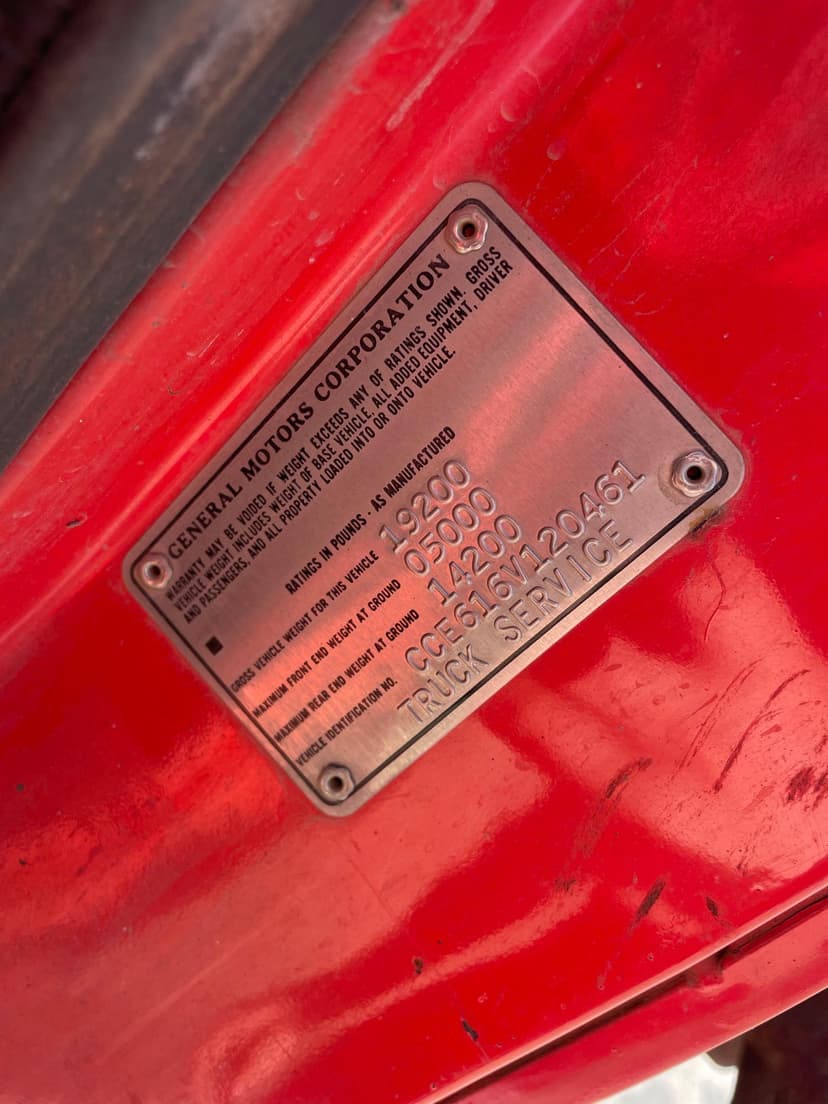 GENERAL MOTORS CORPORATION
WARRANTY MAY BE VOIDED IF WEIGHT EXCEEDS ANY OF RATINGS SHOWN. GROSS
VEHICLE WEIGHT INCLUDES WEIGHT OF BASE VEHICLE, ALL ADDED EQUIPMENT, DRIVER
AND PASSENGERS, AND ALL PROPERTY LOADED INTO OR ONTO VEHICLE.
RATINGS IN POUNDS - AS MANUFACTURED
GROSS VEHICLE WEIGHT FOR THIS VEHICLE 19200
MAXIMUM FRONT END WEIGHT AT GROUND 05000
MAXIMUM REAR END WEIGHT AT GROUND 14200
VEHICLE IDENTIFICATION NO. CCE616V120461
TRUCK SERVICE